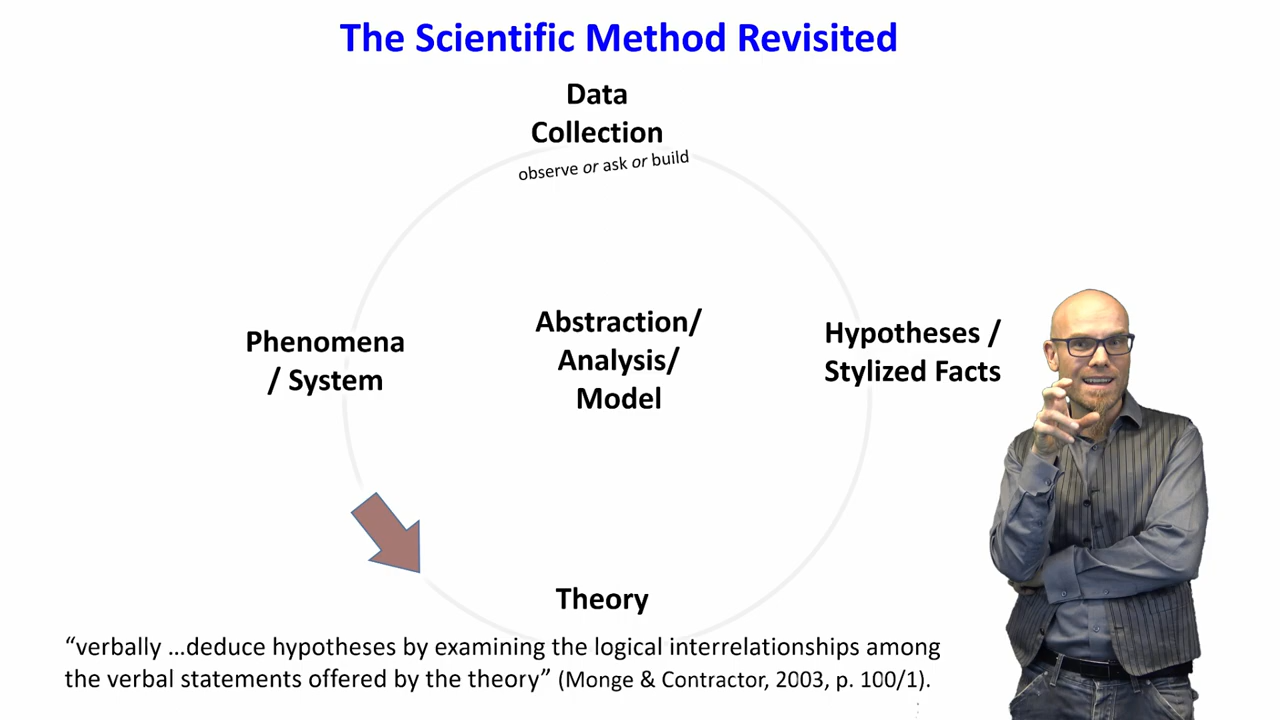 The Scientific Method Revisited
Data
Collection
observe or ask or build
Phenomena
/ System
Abstraction/
Analysis/
Model
Hypotheses /
Stylized Facts
Theory
“verbally …deduce hypotheses by examining the logical interrelationships among
the verbal statements offered by the theory” (Monge & Contractor, 2003, p. 100/1).